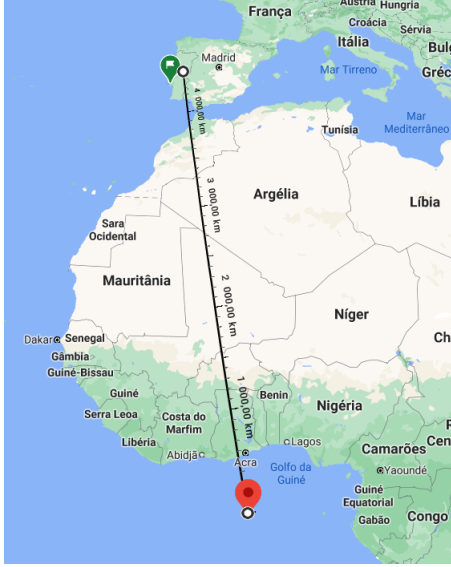 França
Áustria
Hungria
Croácia
Sérvia
Itália
Bulg
Madrid
Mar Tirreno
Gréc
4 000,00 km
Tunísia
Mar
Mediterrâneo
3 000,00 km
Argélia
Líbia
Sara
Ocidental
2 000,00 km
Mauritânia
Níger
Ch
Dakar
Senegal
Gâmbia
Guiné-Bissau
1 000,00 km
Guiné
Benin
Nigéria
Serra Leoa
Costa do
Marfim
Libéria
Abidjã
Lagos
Camarões
Cen
Acra
Golfo da
Guiné
Yaoundé
Guiné
Equatorial
Gabão
Congo